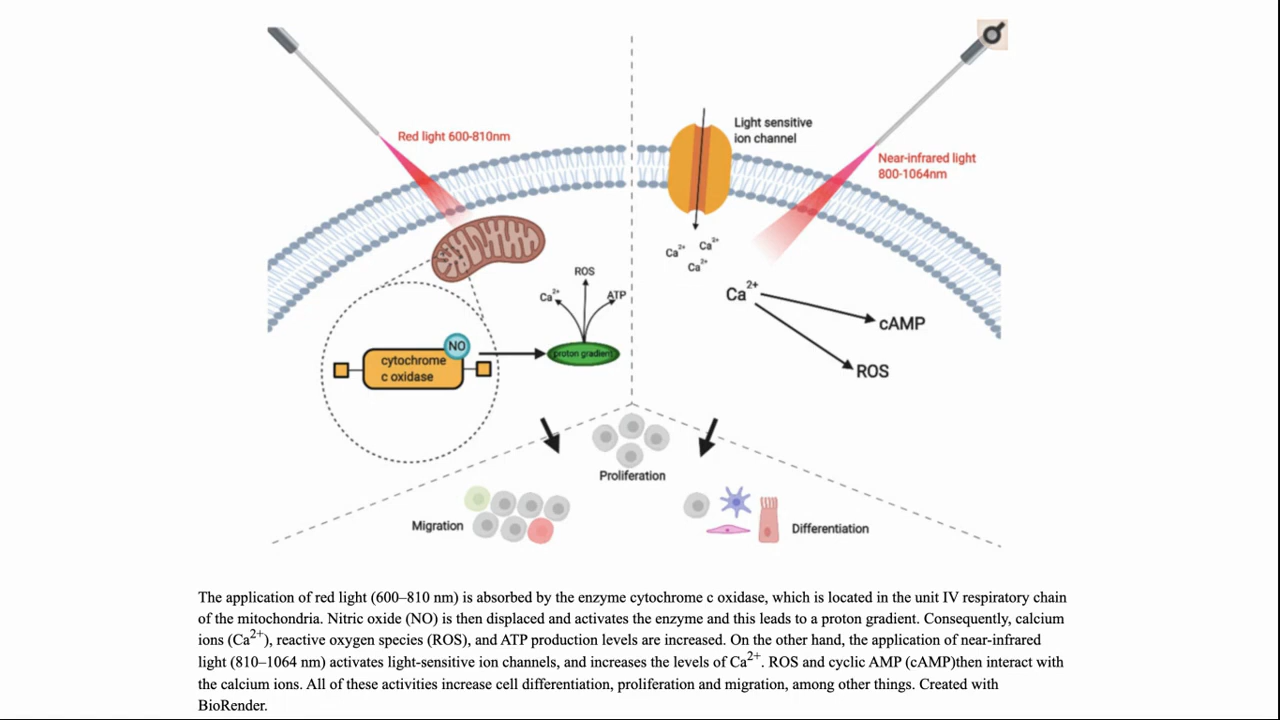 Red light 600-810nm
Light sensitive
ion channel
Near-infrared light
800-1064nm
Ca2+
Ca2+
Ca2+
ROS
Ca2+
ATP
Ca2+
cAMP
ROS
NO
cytochrome
c oxidase
proton gradient
Proliferation
Migration
Differentiation
The application of red light (600–810 nm) is absorbed by the enzyme cytochrome c oxidase, which is located in the unit IV respiratory chain
of the mitochondria. Nitric oxide (NO) is then displaced and activates the enzyme and this leads to a proton gradient. Consequently, calcium
ions (Ca2+), reactive oxygen species (ROS), and ATP production levels are increased. On the other hand, the application of near-infrared
light (810–1064 nm) activates light-sensitive ion channels, and increases the levels of Ca2+. ROS and cyclic AMP (cAMP)then interact with
the calcium ions. All of these activities increase cell differentiation, proliferation and migration, among other things. Created with
BioRender.